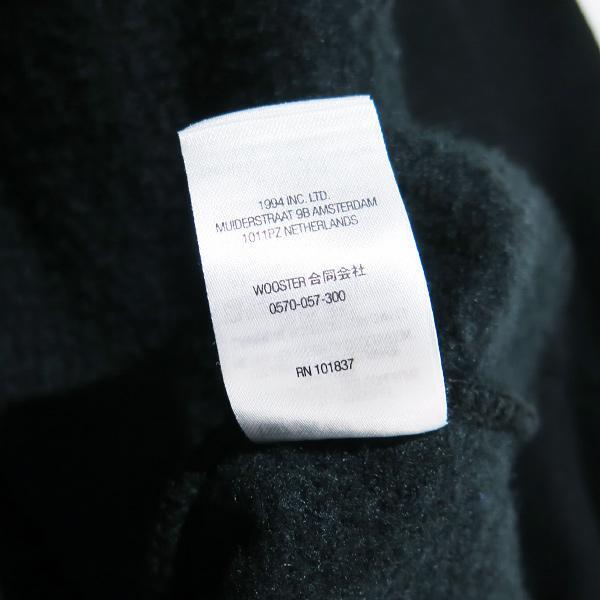 1994 INC. LTD.
MUIDERSTRAAT 9B AMSTERDAM
1011PZ NETHERLANDS
WOOSTER 合同会社
0570-057-300
RN 101837